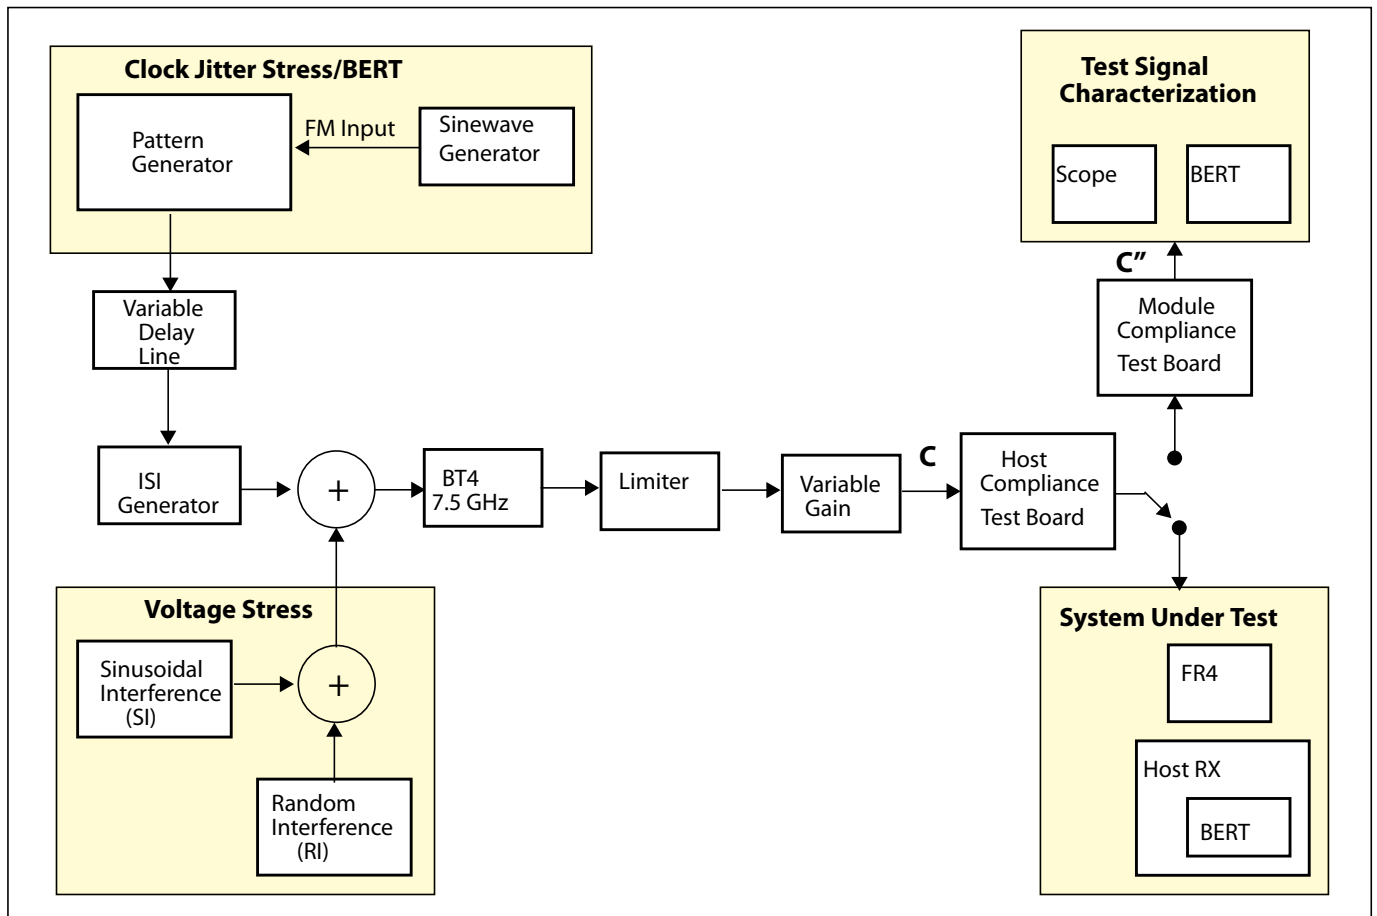 Clock Jitter Stress/BERT
Pattern
Generator
FM Input
Sinewave
Generator
Test Signal
Characterization
Scope
BERT
C”
Module
Compliance
Test Board
Variable
Delay
Line
ISI
Generator
+
BT4
7.5 GHz
Limiter
Variable
Gain
C
Host
Compliance
Test Board
Voltage Stress
Sinusoidal
Interference
(SI)
+
Random
Interference
(RI)
System Under Test
FR4
Host RX
BERT